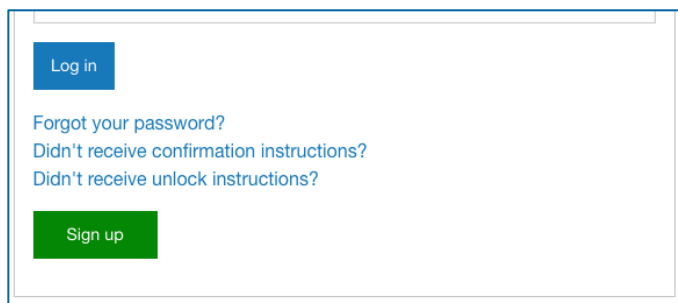 Log in
Forgot your password?
Didn't receive confirmation instructions?
Didn't receive unlock instructions?
Sign up